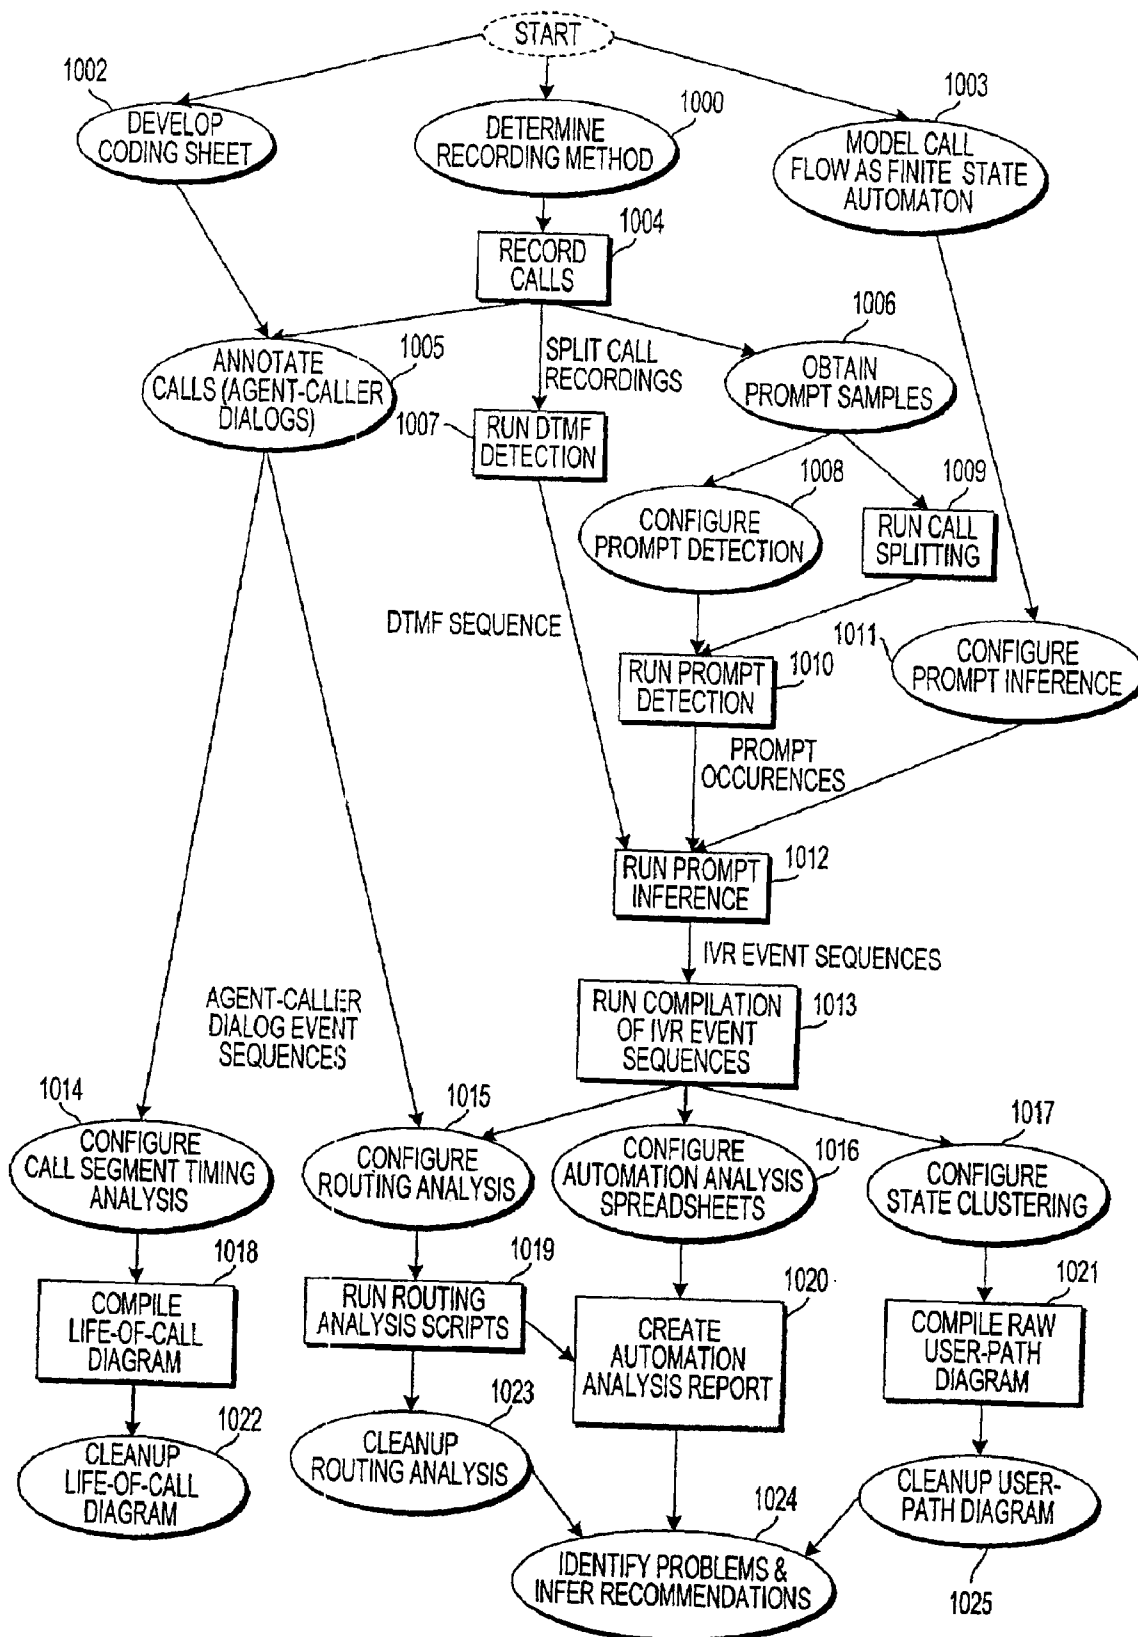 START
1002
DEVELOP
CODING SHEET
1000
DETERMINE
RECORDING METHOD
1003
MODEL CALL
FLOW AS FINITE STATE
AUTOMATON
1004
RECORD
CALLS
1005
ANNOTATE
CALLS (AGENT-CALLER
DIALOGS)
SPLIT CALL
RECORDINGS
1006
OBTAIN
PROMPT SAMPLES
1007
RUN DTMF
DETECTION
1008
CONFIGURE
PROMPT DETECTION
1009
RUN CALL
SPLITTING
DTMF SEQUENCE
1010
RUN PROMPT
DETECTION
1011
CONFIGURE
PROMPT INFERENCE
PROMPT
OCCURENCES
1012
RUN PROMPT
INFERENCE
IVR EVENT SEQUENCES
AGENT-CALLER
DIALOG EVENT
SEQUENCES
1013
RUN COMPILATION
OF IVR EVENT
SEQUENCES
1014
CONFIGURE
CALL SEGMENT TIMING
ANALYSIS
1015
CONFIGURE
ROUTING ANALYSIS
1016
CONFIGURE
AUTOMATION ANALYSIS
SPREADSHEETS
1017
CONFIGURE
STATE CLUSTERING
1018
COMPILE
LIFE-OF-CALL
DIAGRAM
1019
RUN ROUTING
ANALYSIS SCRIPTS
1020
CREATE
AUTOMATION
ANALYSIS REPORT
1021
COMPILE RAW
USER-PATH
DIAGRAM
1022
CLEANUP
LIFE-OF-CALL
DIAGRAM
1023
CLEANUP
ROUTING ANALYSIS
1024
IDENTIFY PROBLEMS &
INFER RECOMMENDATIONS
CLEANUP USER-
PATH DIAGRAM
1025